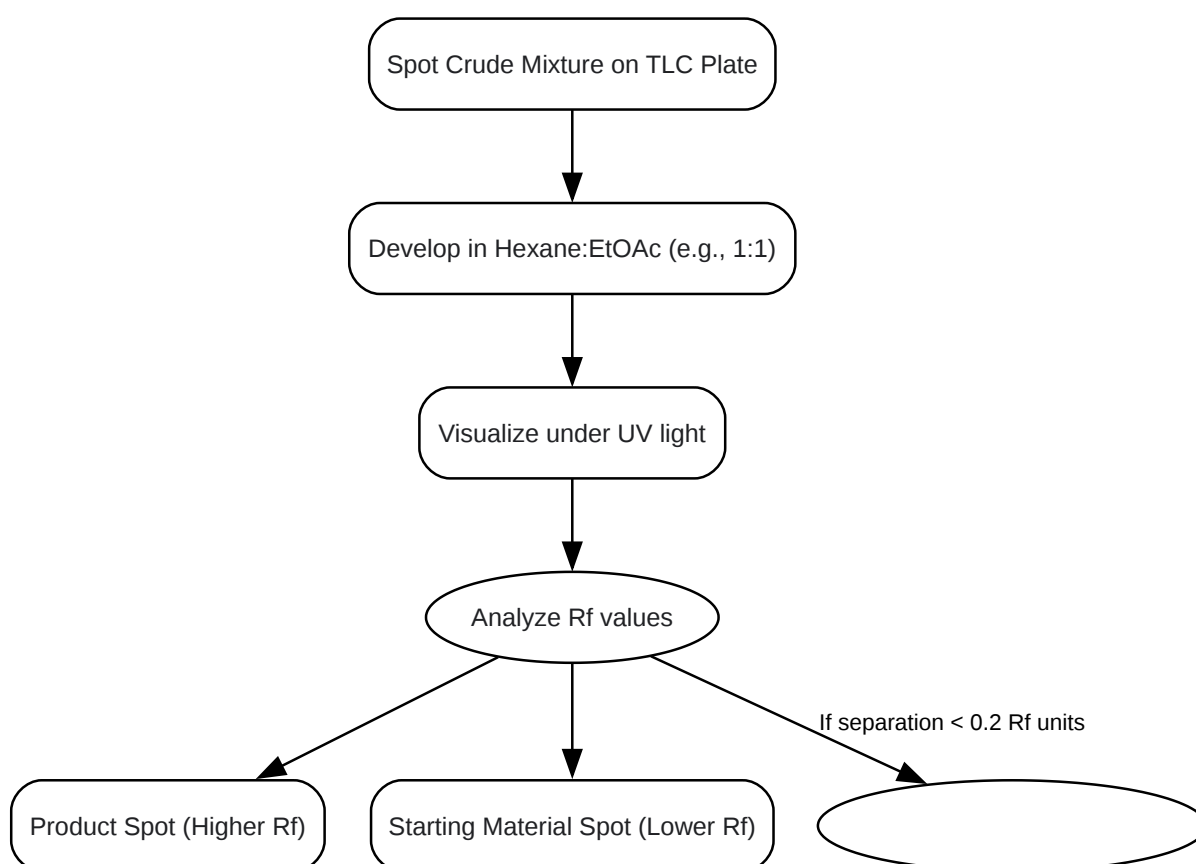 Spot Crude Mixture on TLC Plate
Develop in Hexane:EtOAc (e.g., 1:1)
Visualize under UV light
Analyze Rf values
If separation < 0.2 Rf units
Product Spot (Higher Rf)
Starting Material Spot (Lower Rf)